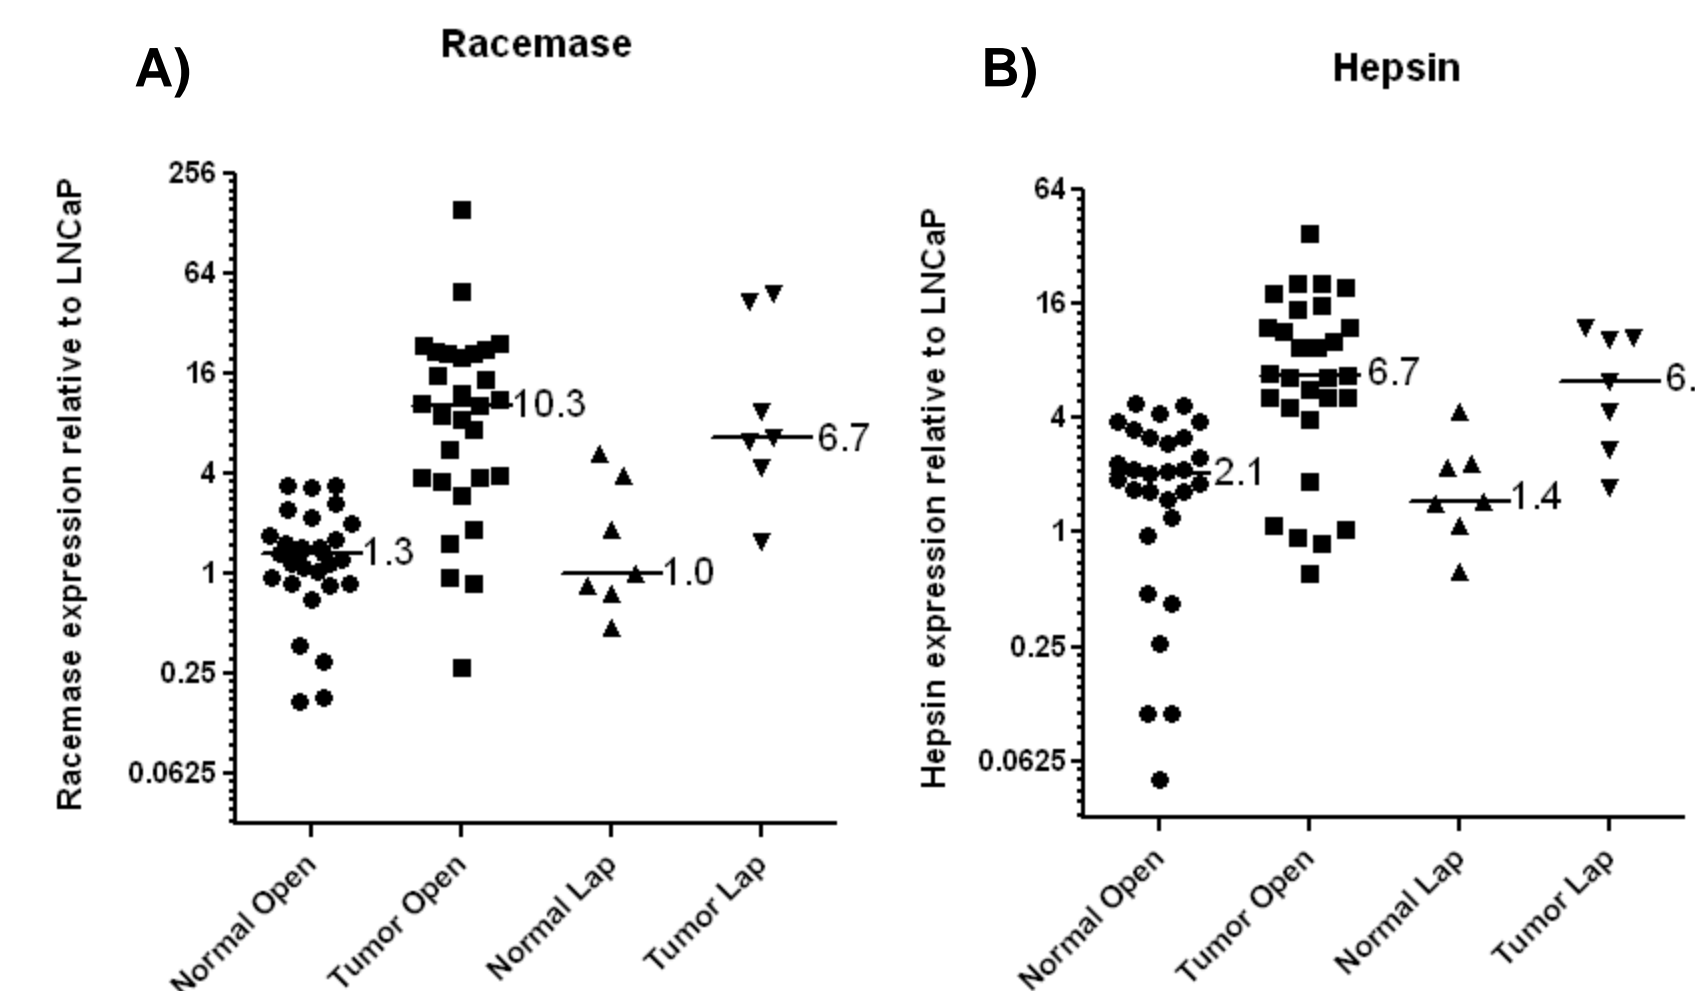 A)
Racemase
Racemase expression relative to LNCaP
256
64
16
4
1
0.25
0.0625
10.3
6.7
1.3
1.0
Normal Open
Tumor Open
Normal Lap
Tumor Lap
B)
Hepsin
Hepsin expression relative to LNCaP
64
16
4
1
0.25
0.0625
6.7
6.
2.1
1.4
Normal Open
Tumor Open
Normal Lap
Tumor Lap